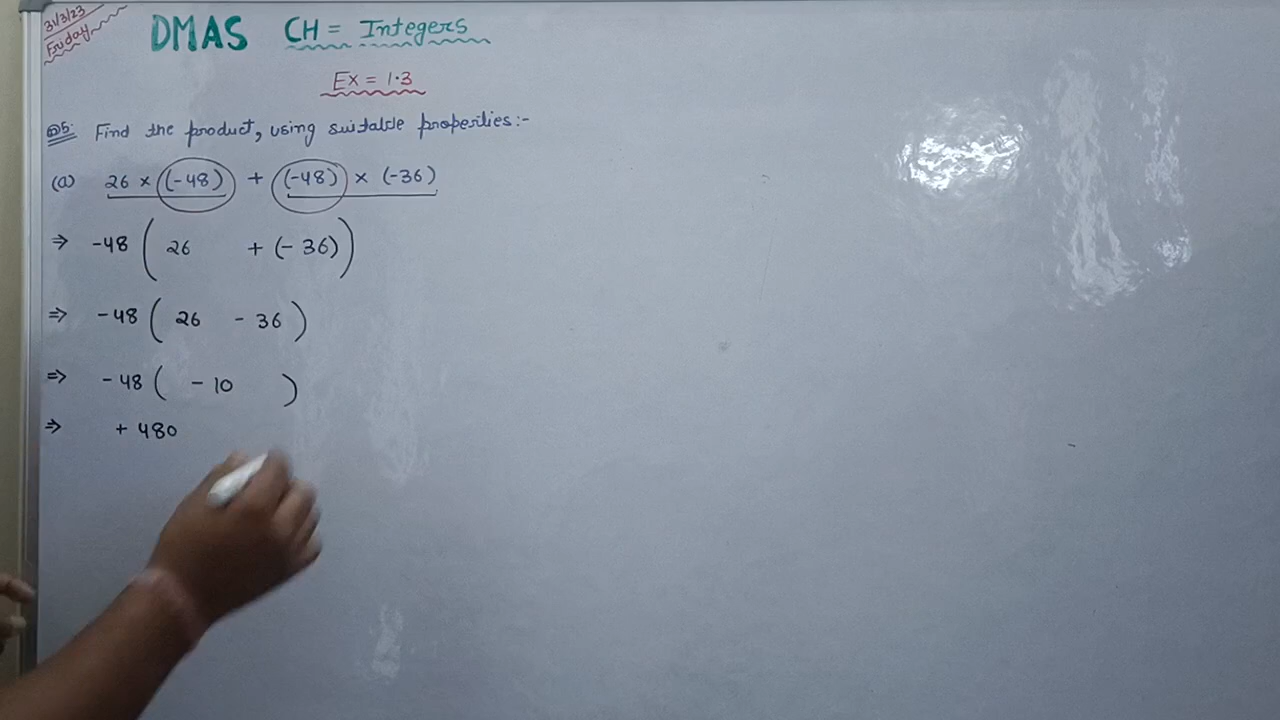 31/3/23
Friday
DMAS CH = Integers
Ex = 1.3
Q5. Find the product, using suitable properties:-
(a) 26 × (-48) + (-48) × (-36)
⇒ -48 ( 26 + (- 36) )
⇒ -48 ( 26 - 36 )
⇒ -48 ( - 10 )
⇒ + 480